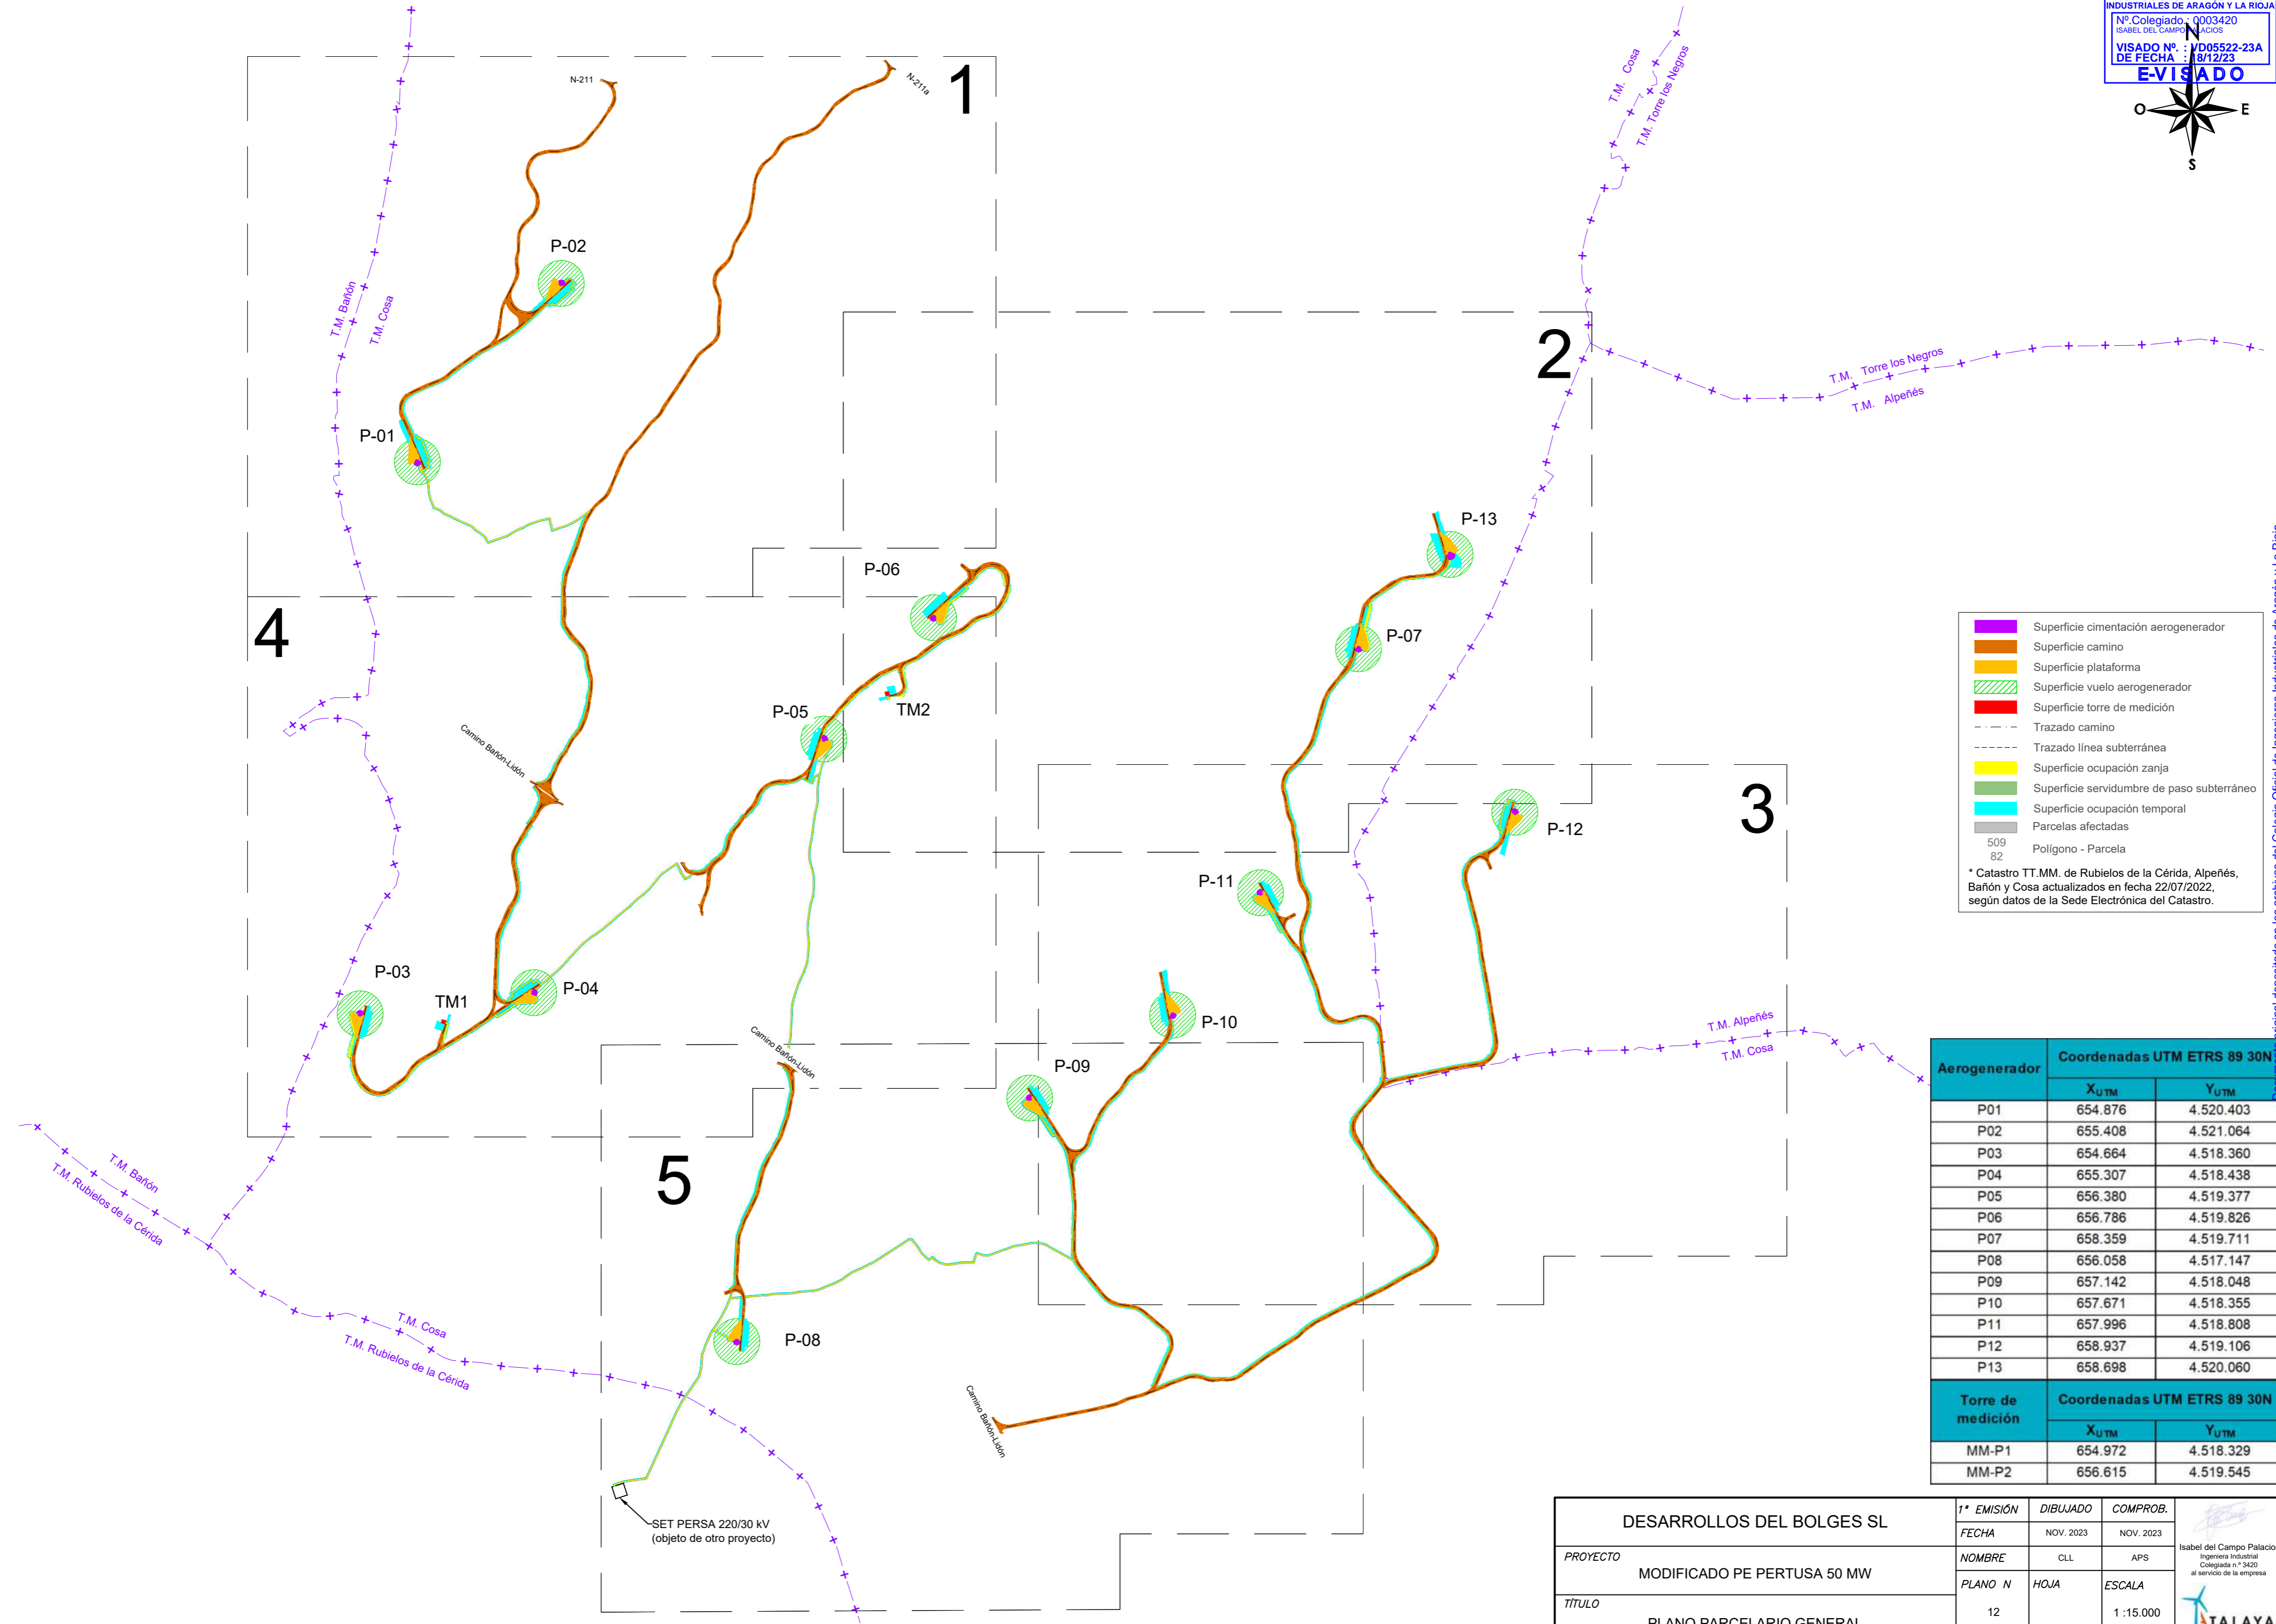 INDUSTRIALES DE ARAGÓN Y LA RIOJA
Nº.Colegiado.: 0003420
ISABEL DEL CAMPO PALACIOS
VISADO Nº. : VD05522-23A
DE FECHA : 18/12/23
E-VISADO
N
O
E
S
N-211
N-211a
1
T.M. Cosa
T.M. Torre los Negros
P-02
T.M. Bañón
T.M. Cosa
2
T.M. Torre los Negros
T.M. Alpeñés
P-01
P-13
P-06
4
P-07
P-05
TM2
Camino Bañón-Lidón
3
P-12
P-11
P-03
TM1
P-04
P-10
T.M. Alpeñés
T.M. Cosa
Camino Bañón-Lidón
P-09
5
T.M. Bañón
T.M. Rubielos de la Cérida
T.M. Cosa
T.M. Rubielos de la Cérida
P-08
Camino Bañón-Lidón
SET PERSA 220/30 kV
(objeto de otro proyecto)
Superficie cimentación aerogenerador
Superficie camino
Superficie plataforma
Superficie vuelo aerogenerador
Superficie torre de medición
Trazado camino
Trazado línea subterránea
Superficie ocupación zanja
Superficie servidumbre de paso subterráneo
Superficie ocupación temporal
Parcelas afectadas
509
82
Polígono - Parcela
* Catastro TT.MM. de Rubielos de la Cérida, Alpeñés,
Bañón y Cosa actualizados en fecha 22/07/2022,
según datos de la Sede Electrónica del Catastro.
Aerogenerador Coordenadas UTM ETRS 89 30N
XUTM YUTM
P01 654.876 4.520.403
P02 655.408 4.521.064
P03 654.664 4.518.360
P04 655.307 4.518.438
P05 656.380 4.519.377
P06 656.786 4.519.826
P07 658.359 4.519.711
P08 656.058 4.517.147
P09 657.142 4.518.048
P10 657.671 4.518.355
P11 657.996 4.518.808
P12 658.937 4.519.106
P13 658.698 4.520.060
Torre de medición Coordenadas UTM ETRS 89 30N
XUTM YUTM
MM-P1 654.972 4.518.329
MM-P2 656.615 4.519.545
DESARROLLOS DEL BOLGES SL
PROYECTO
MODIFICADO PE PERTUSA 50 MW
TÍTULO
PLANO PARCELARIO GENERAL
1ª EMISIÓN DIBUJADO COMPROB.
FECHA NOV. 2023 NOV. 2023
NOMBRE CLL APS
PLANO N HOJA ESCALA
12 1 :15.000
Isabel del Campo Palacio
Ingeniera Industrial
Colegiada n.º 3420
al servicio de la empresa
ATALAYA